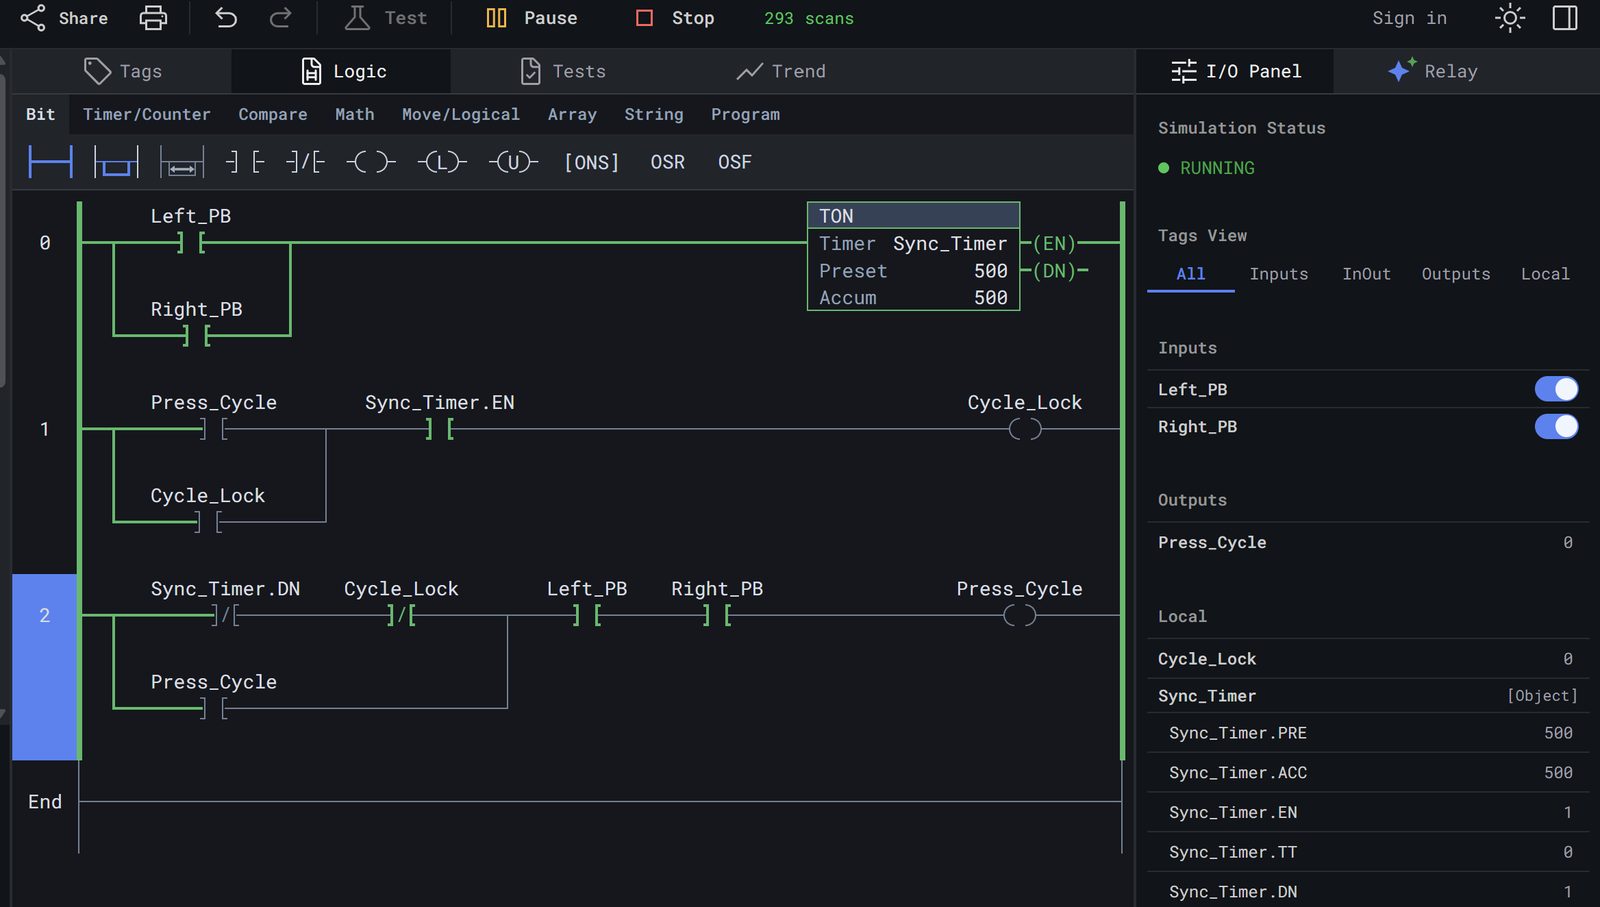 Share Test Pause Stop 293 scans Sign in
Tags Logic Tests Trend I/O Panel Relay
Bit Timer/Counter Compare Math Move/Logical Array String Program
] [ ]/[ ( ) (L) (U) [ONS] OSR OSF
0
Left_PB
Right_PB
TON
Timer Sync_Timer (EN)
Preset 500 (DN)
Accum 500
1
Press_Cycle Sync_Timer.EN Cycle_Lock
Cycle_Lock
2
Sync_Timer.DN Cycle_Lock Left_PB Right_PB Press_Cycle
Press_Cycle
End
Simulation Status
RUNNING
Tags View
All Inputs InOut Outputs Local
Inputs
Left_PB
Right_PB
Outputs
Press_Cycle 0
Local
Cycle_Lock 0
Sync_Timer [Object]
Sync_Timer.PRE 500
Sync_Timer.ACC 500
Sync_Timer.EN 1
Sync_Timer.TT 0
Sync_Timer.DN 1